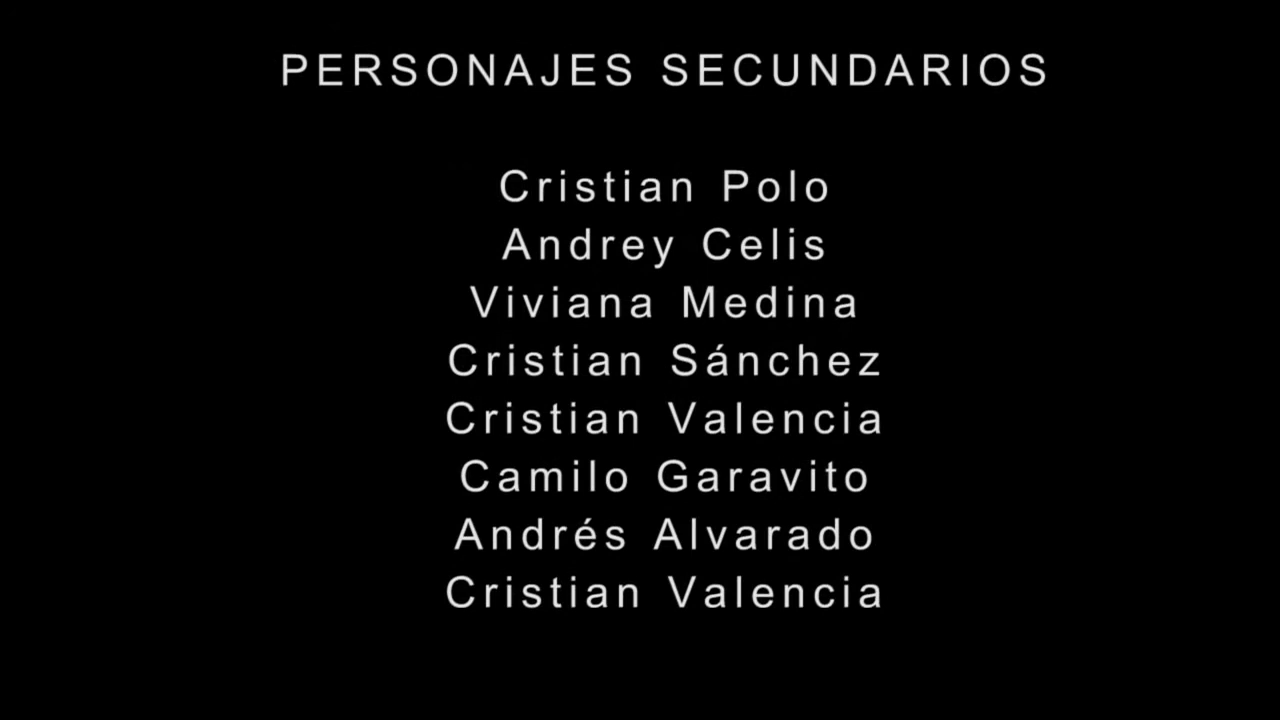 PERSONAJES SECUNDARIOS
Cristian Polo
Andrey Celis
Viviana Medina
Cristian Sánchez
Cristian Valencia
Camilo Garavito
Andrés Alvarado
Cristian Valencia